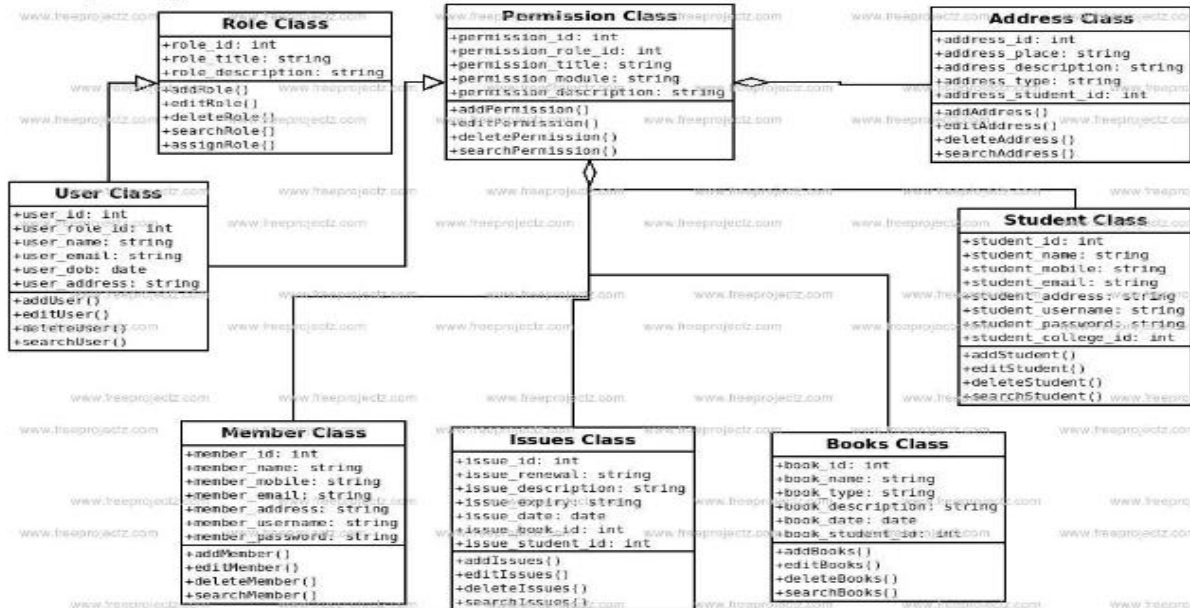 Role Class
+role_id: int
+role_title: string
+role_description: string
+addRole()
+editRole()
+deleteRole()
+searchRole()
+assignRole()
Permission Class
+permission_id: int
+permission_role_id: int
+permission_title: string
+permission_module: string
+permission_description: string
+addPermission()
+editPermission()
+deletePermission()
+searchPermission()
Address Class
+address_id: int
+address_place: string
+address_description: string
+address_type: string
+address_student_id: int
+addAddress()
+editAddress()
+deleteAddress()
+searchAddress()
User Class
+user_id: int
+user_role_id: int
+user_name: string
+user_email: string
+user_dob: date
+user_address: string
+addUser()
+editUser()
+deleteUser()
+searchUser()
Student Class
+student_id: int
+student_name: string
+student_mobile: string
+student_email: string
+student_address: string
+student_username: string
+student_password: string
+student_college_id: int
+addStudent()
+editStudent()
+deleteStudent()
+searchStudent()
Member Class
+member_id: int
+member_name: string
+member_mobile: string
+member_email: string
+member_address: string
+member_username: string
+member_password: string
+addMember()
+editMember()
+deleteMember()
+searchMember()
Issues Class
+issue_id: int
+issue_renewal: string
+issue_description: string
+issue_expiry: string
+issue_date: date
+issue_book_id: int
+issue_student_id: int
+addIssues()
+editIssues()
+deleteIssues()
+searchIssues()
Books Class
+book_id: int
+book_name: string
+book_type: string
+book_description: string
+book_date: date
+book_student_id: int
+addBooks()
+editBooks()
+deleteBooks()
+searchBooks()
www.freeprojectz.com